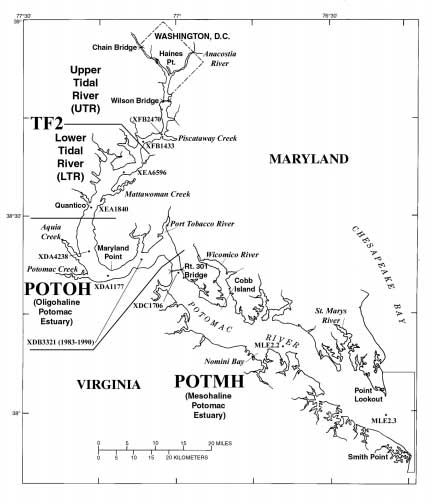 77
76/30
39
38/30
38
WASHINGTON, D.C.
Chain Bridge
Haines
Pt.
Anacostia
River
Upper
Tidal
River
(UTR)
Wilson Bridge
XFB2470
TF2
Piscataway Creek
Lower
Tidal
River
(LTR)
XFB1433
MARYLAND
XEA6596
Mattawoman Creek
Quantico
XEA1840
Port Tobacco River
Aquia
Creek
Maryland
Point
XDA4238
Wicomico River
Potomac Creek
Rt. 301
Bridge
XDA1177
Cobb
Island
CHESAPEAKE BAY
POTOH
(Oligohaline
Potomac
Estuary)
XDC1706
St. Marys
River
POTOMAC RIVER
XDB3321 (1983-1990)
MLE2.2
Nomini Bay
VIRGINIA
POTMH
(Mesohaline
Potomac
Estuary)
Point
Lookout
MLE2.3
0 5 10 15 20 MILES
0 5 10 15 20 KILOMETERS
Smith Point